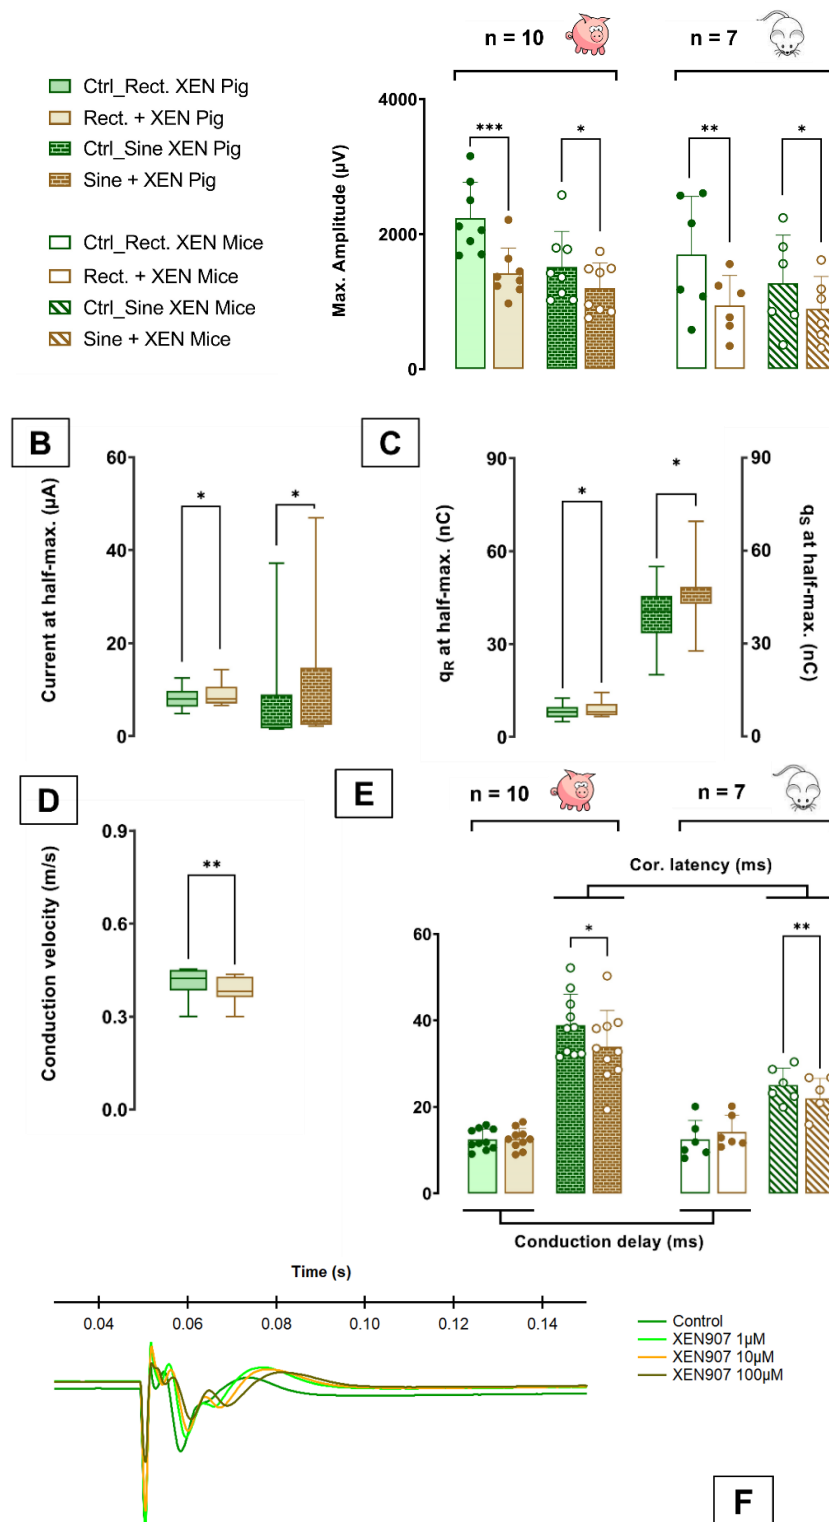 n = 10
n = 7
Ctrl_Rect. XEN Pig
Rect. + XEN Pig
Ctrl_Sine XEN Pig
Sine + XEN Pig
Ctrl_Rect. XEN Mice
Rect. + XEN Mice
Ctrl_Sine XEN Mice
Sine + XEN Mice
Max. Amplitude (µV)
4000
2000
0
***
*
**
*
B
Current at half-max. (µA)
60
40
20
0
*
*
C
qR at half-max. (nC)
90
60
30
0
*
*
90
60
30
0
qS at half-max. (nC)
D
Conduction velocity (m/s)
0.9
0.6
0.3
0.0
**
E
n = 10
n = 7
Cor. latency (ms)
60
40
20
0
*
**
Conduction delay (ms)
Time (s)
0.04
0.06
0.08
0.10
0.12
0.14
Control
XEN907 1µM
XEN907 10µM
XEN907 100µM
F